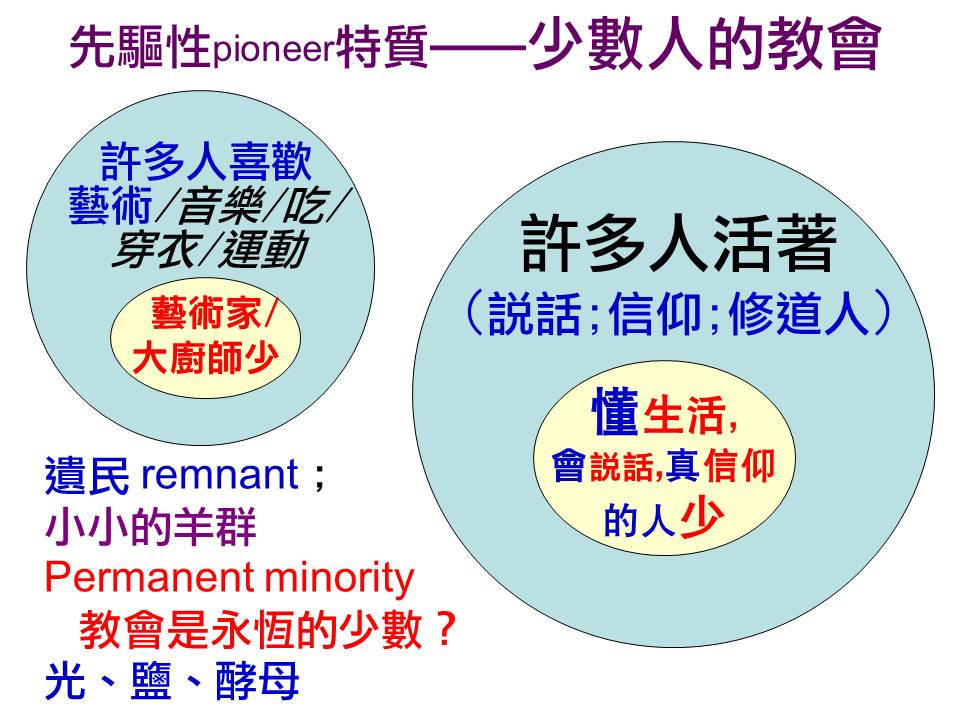 先驅性pioneer特質——少數人的教會
許多人喜歡
藝術/音樂/吃/
穿衣/運動
藝術家/
大廚師少
許多人活著
（説話;信仰;修道人）
懂生活,
會説話,真信仰
的人少
遺民 remnant；
小小的羊群
Permanent minority
教會是永恆的少數？
光、鹽、酵母